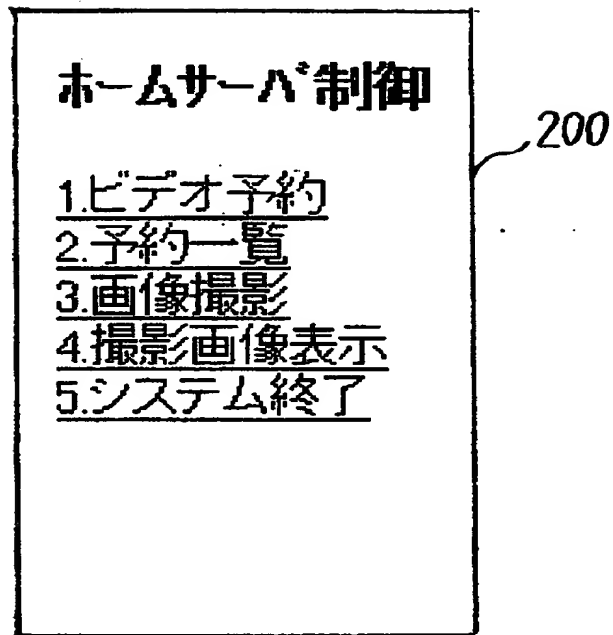 ホームサーバ制御
200
1.ビデオ予約
2.予約一覧
3.画像撮影
4.撮影画像表示
5.システム終了